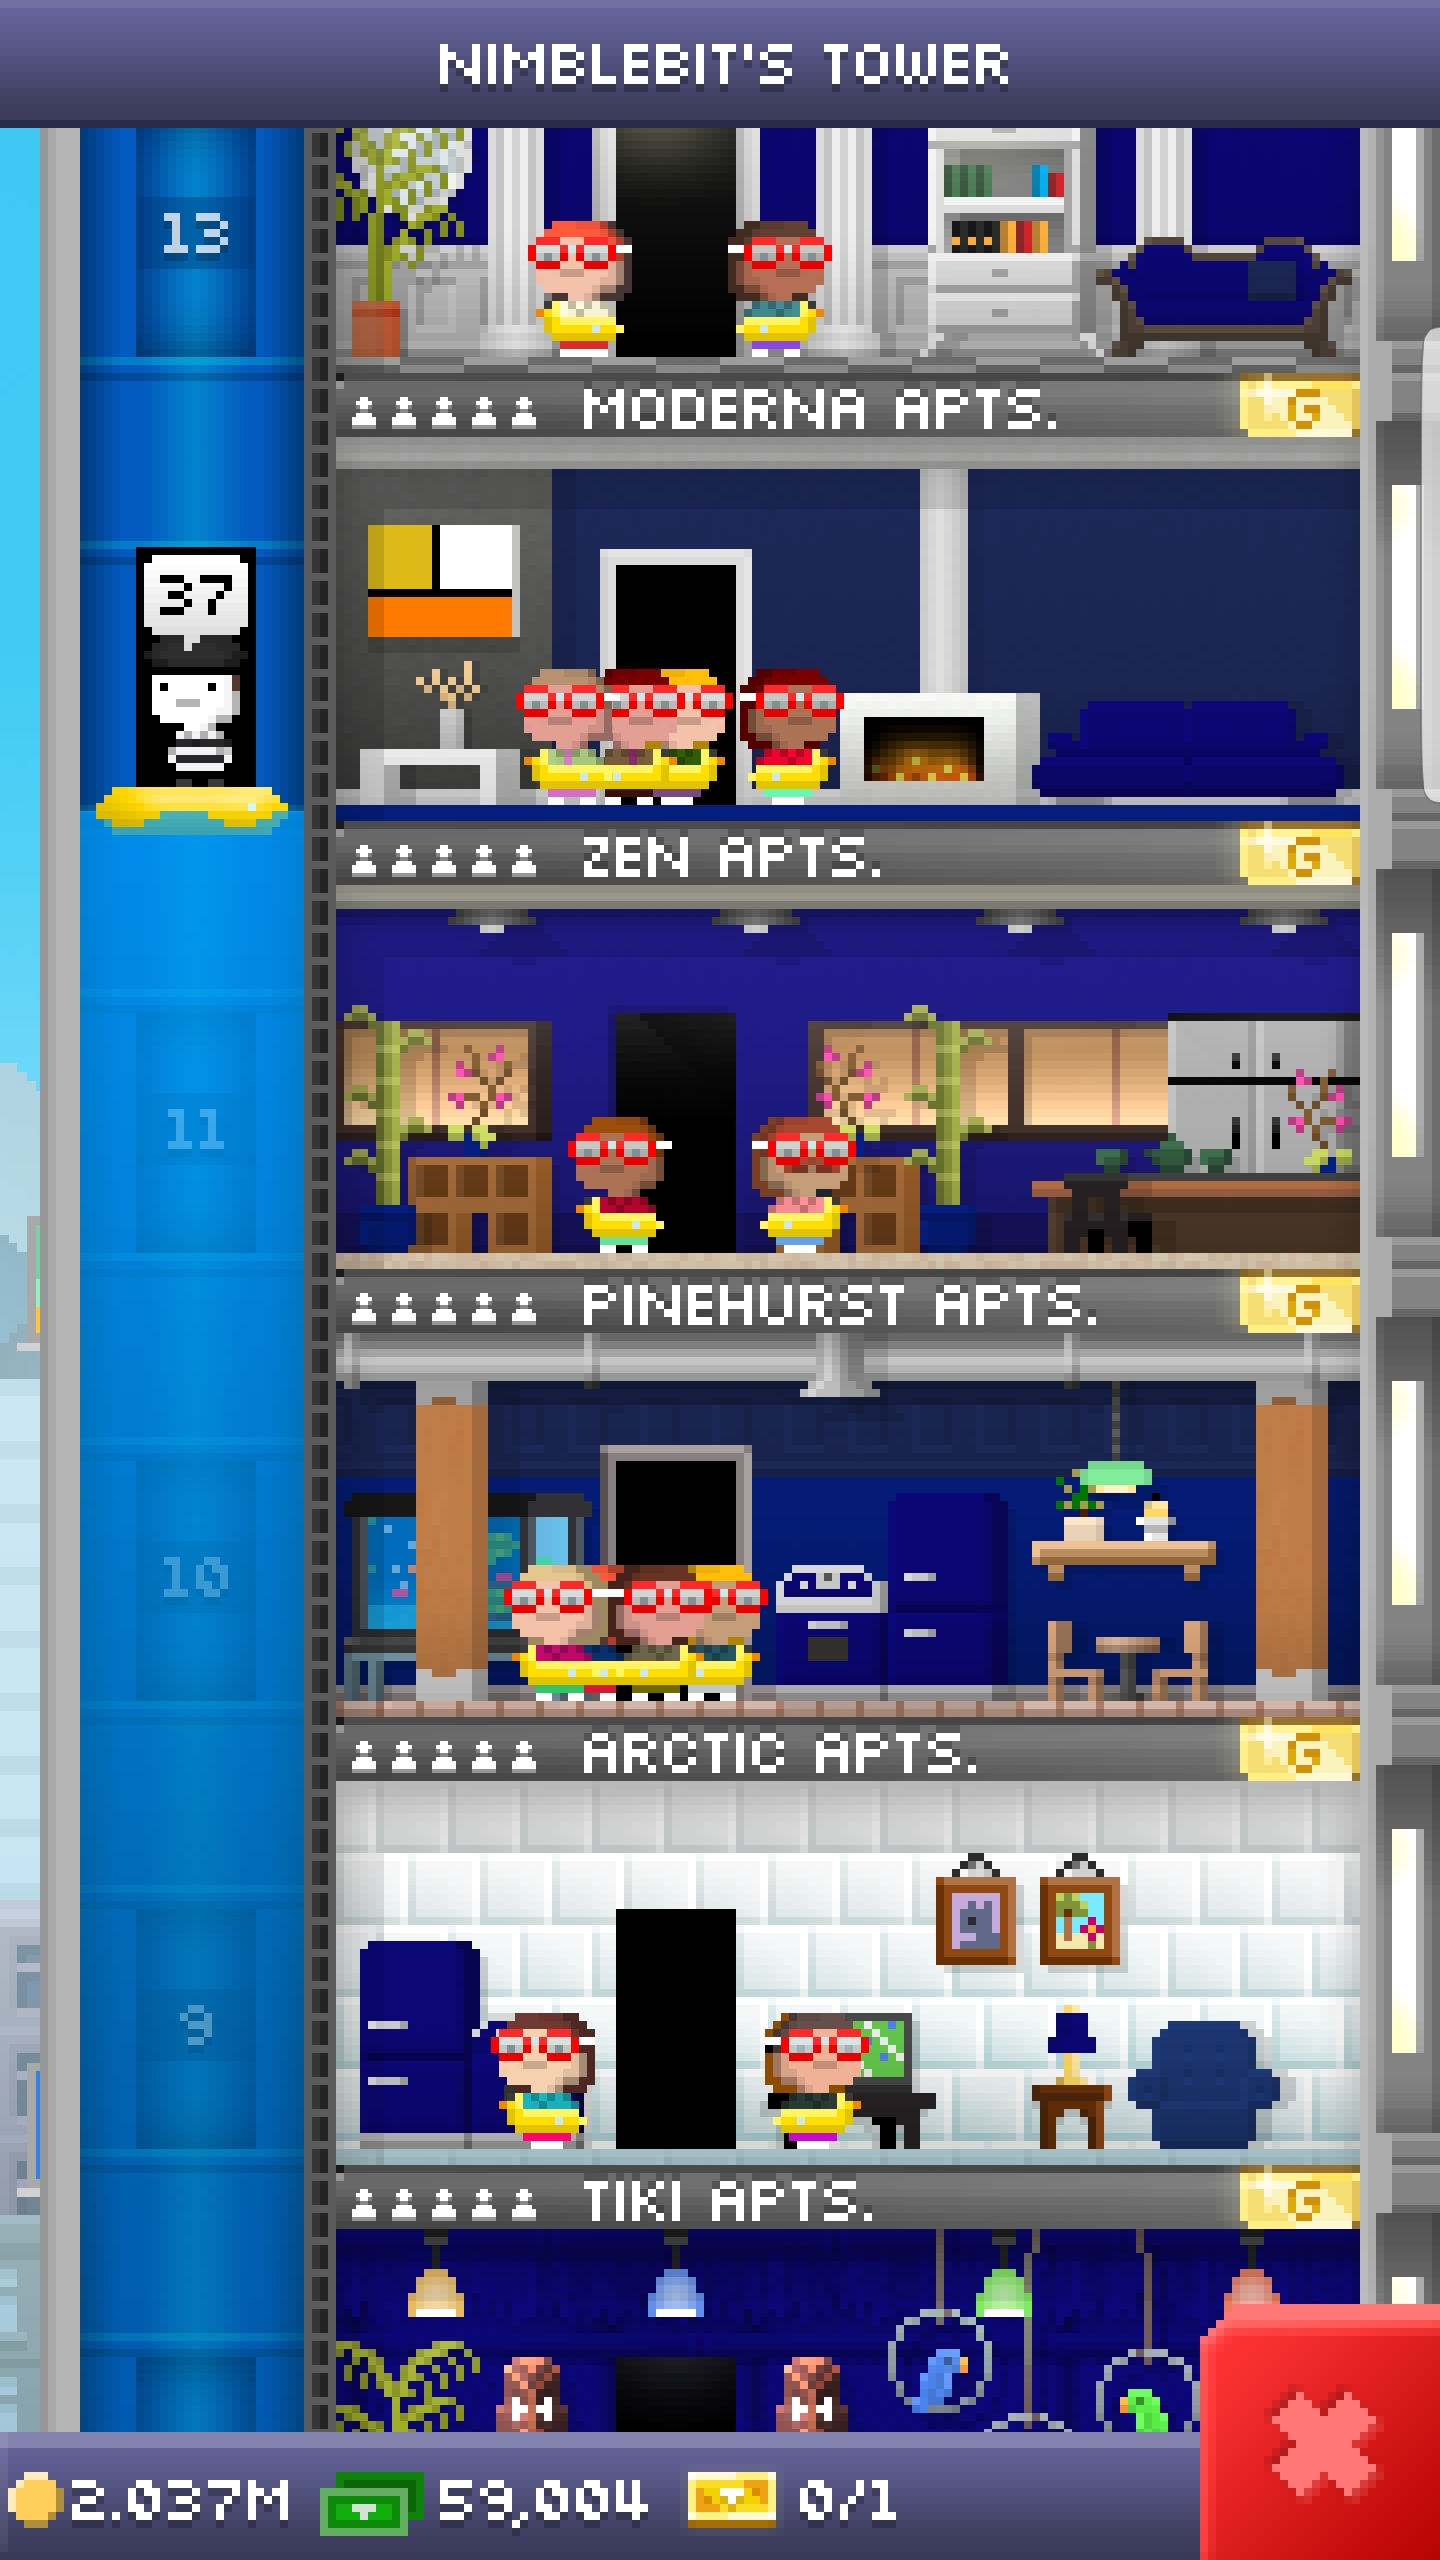 NIMBLEBIT'S TOWER
13
MODERNA APTS. G
37
ZEN APTS. G
11
PINEHURST APTS. G
10
ARCTIC APTS. G
9
TIKI APTS. G
2.037M 59,004 0/1